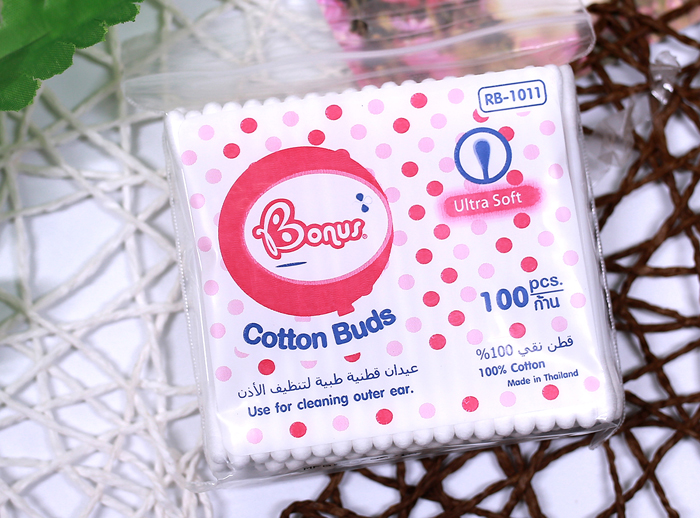 RB-1011
Bonus
Ultra Soft
100 pcs.
ก้าน
Cotton Buds
عيدان قطنية طبية لتنظيف الأذن
Use for cleaning outer ear.
قطن نقي 100%
100% Cotton
Made in Thailand